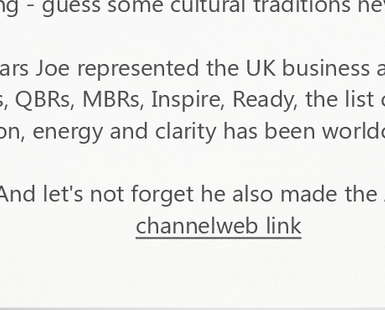 ng - guess some cultural traditions nev
ars Joe represented the UK business a
s, QBRs, MBRs, Inspire, Ready, the list
on, energy and clarity has been world
And let's not forget he also made the
channelweb link